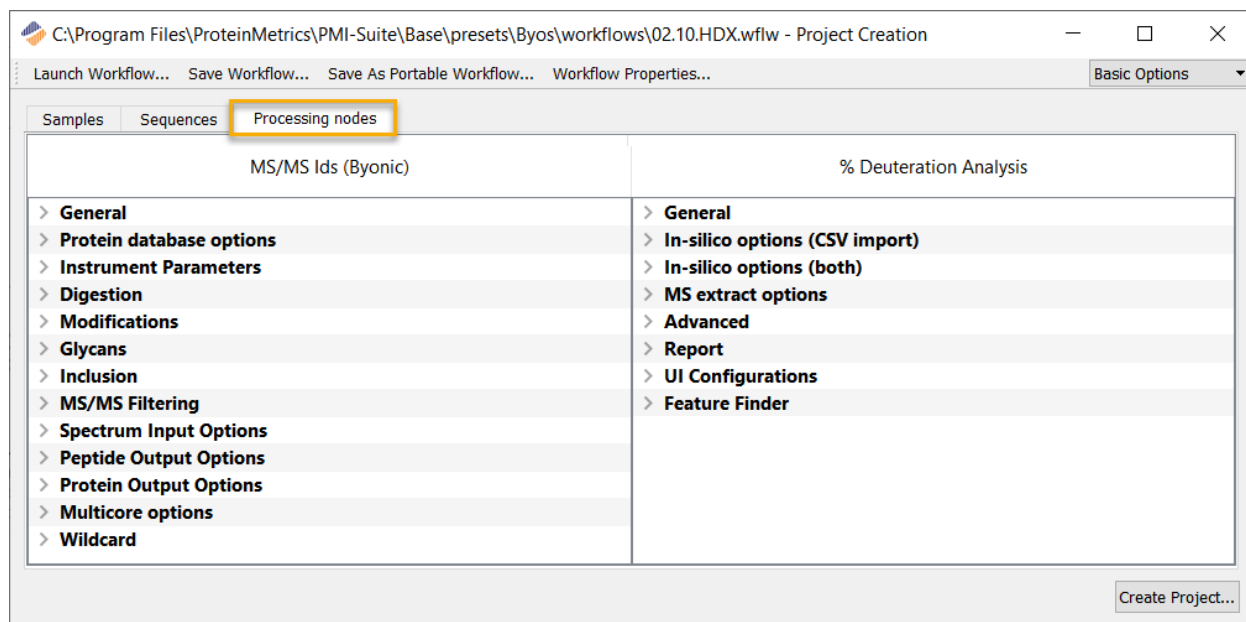 C:\Program Files\ProteinMetrics\PMI-Suite\Base\presets\Byos\workflows\02.10.HDX.wflw - Project Creation
Launch Workflow... Save Workflow... Save As Portable Workflow... Workflow Properties... Basic Options
Samples Sequences Processing nodes
MS/MS Ids (Byonic) % Deuteration Analysis
General General
Protein database options In-silico options (CSV import)
Instrument Parameters In-silico options (both)
Digestion MS extract options
Modifications Advanced
Glycans Report
Inclusion UI Configurations
MS/MS Filtering Feature Finder
Spectrum Input Options
Peptide Output Options
Protein Output Options
Multicore options
Wildcard
Create Project...